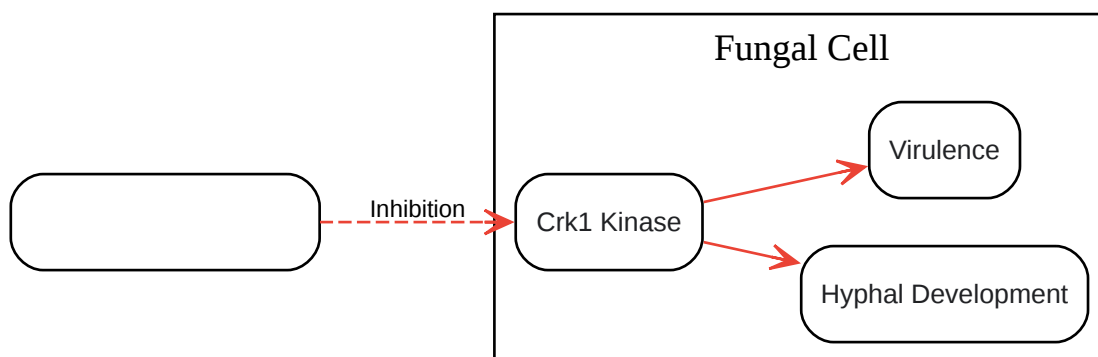 Fungal Cell
Virulence
Inhibition
Crk1 Kinase
Hyphal Development